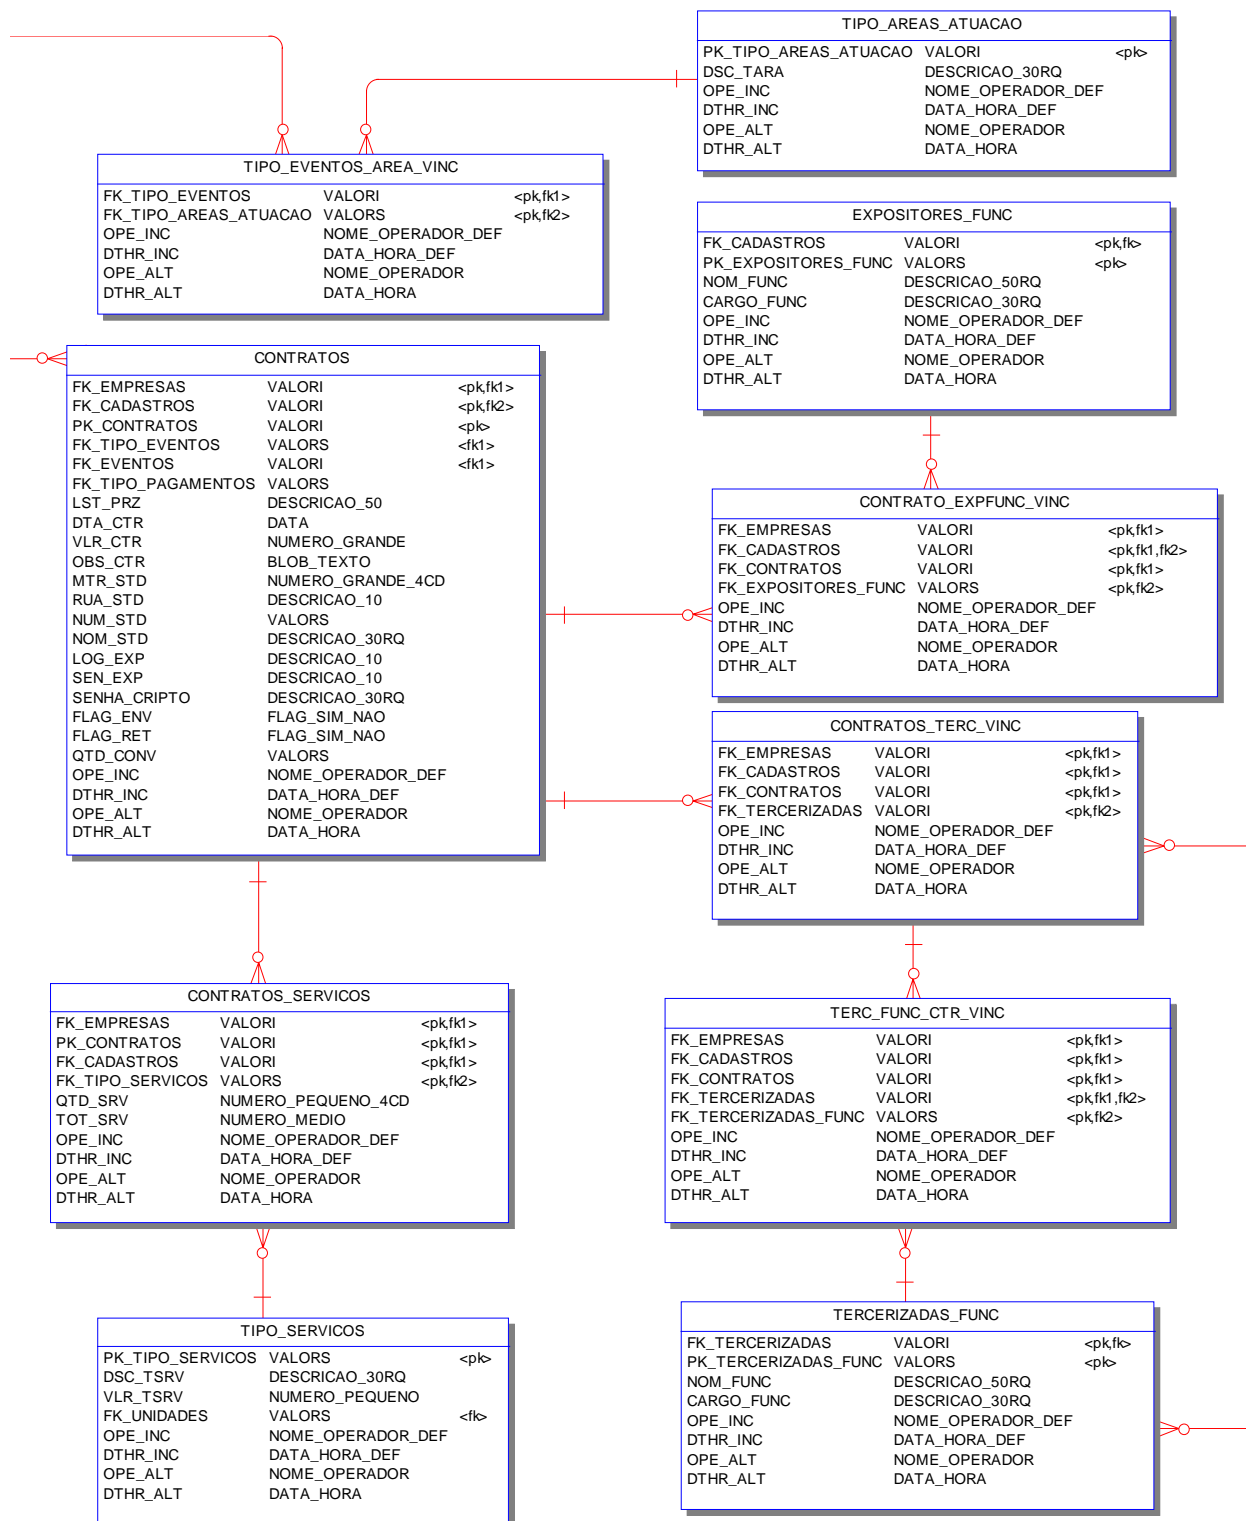 TIPO_AREAS_ATUACAO
PK_TIPO_AREAS_ATUACAO VALORI <pk>
DSC_TARA DESCRICAO_30RQ
OPE_INC NOME_OPERADOR_DEF
DTHR_INC DATA_HORA_DEF
OPE_ALT NOME_OPERADOR
DTHR_ALT DATA_HORA
TIPO_EVENTOS_AREA_VINC
FK_TIPO_EVENTOS VALORI <pk,fk1>
FK_TIPO_AREAS_ATUACAO VALORS <pk,fk2>
OPE_INC NOME_OPERADOR_DEF
DTHR_INC DATA_HORA_DEF
OPE_ALT NOME_OPERADOR
DTHR_ALT DATA_HORA
EXPOSITORES_FUNC
FK_CADASTROS VALORI <pk,fk>
PK_EXPOSITORES_FUNC VALORS <pk>
NOM_FUNC DESCRICAO_50RQ
CARGO_FUNC DESCRICAO_30RQ
OPE_INC NOME_OPERADOR_DEF
DTHR_INC DATA_HORA_DEF
OPE_ALT NOME_OPERADOR
DTHR_ALT DATA_HORA
CONTRATOS
FK_EMPRESAS VALORI <pk,fk1>
FK_CADASTROS VALORI <pk,fk2>
PK_CONTRATOS VALORI <pk>
FK_TIPO_EVENTOS VALORS <fk1>
FK_EVENTOS VALORI <fk1>
FK_TIPO_PAGAMENTOS VALORS
LST_PRZ DESCRICAO_50
DTA_CTR DATA
VLR_CTR NUMERO_GRANDE
OBS_CTR BLOB_TEXTO
MTR_STD NUMERO_GRANDE_4CD
RUA_STD DESCRICAO_10
NUM_STD VALORS
NOM_STD DESCRICAO_30RQ
LOG_EXP DESCRICAO_10
SEN_EXP DESCRICAO_10
SENHA_CRIPTO DESCRICAO_30RQ
FLAG_ENV FLAG_SIM_NAO
FLAG_RET FLAG_SIM_NAO
QTD_CONV VALORS
OPE_INC NOME_OPERADOR_DEF
DTHR_INC DATA_HORA_DEF
OPE_ALT NOME_OPERADOR
DTHR_ALT DATA_HORA
CONTRATO_EXPFUNC_VINC
FK_EMPRESAS VALORI <pk,fk1>
FK_CADASTROS VALORI <pk,fk1,fk2>
FK_CONTRATOS VALORI <pk,fk1>
FK_EXPOSITORES_FUNC VALORS <pk,fk2>
OPE_INC NOME_OPERADOR_DEF
DTHR_INC DATA_HORA_DEF
OPE_ALT NOME_OPERADOR
DTHR_ALT DATA_HORA
CONTRATOS_TERC_VINC
FK_EMPRESAS VALORI <pk,fk1>
FK_CADASTROS VALORI <pk,fk1>
FK_CONTRATOS VALORI <pk,fk1>
FK_TERCERIZADAS VALORI <pk,fk2>
OPE_INC NOME_OPERADOR_DEF
DTHR_INC DATA_HORA_DEF
OPE_ALT NOME_OPERADOR
DTHR_ALT DATA_HORA
CONTRATOS_SERVICOS
FK_EMPRESAS VALORI <pk,fk1>
PK_CONTRATOS VALORI <pk,fk1>
FK_CADASTROS VALORI <pk,fk1>
FK_TIPO_SERVICOS VALORS <pk,fk2>
QTD_SRV NUMERO_PEQUENO_4CD
TOT_SRV NUMERO_MEDIO
OPE_INC NOME_OPERADOR_DEF
DTHR_INC DATA_HORA_DEF
OPE_ALT NOME_OPERADOR
DTHR_ALT DATA_HORA
TERC_FUNC_CTR_VINC
FK_EMPRESAS VALORI <pk,fk1>
FK_CADASTROS VALORI <pk,fk1>
FK_CONTRATOS VALORI <pk,fk1>
FK_TERCERIZADAS VALORI <pk,fk1,fk2>
FK_TERCERIZADAS_FUNC VALORS <pk,fk2>
OPE_INC NOME_OPERADOR_DEF
DTHR_INC DATA_HORA_DEF
OPE_ALT NOME_OPERADOR
DTHR_ALT DATA_HORA
TIPO_SERVICOS
PK_TIPO_SERVICOS VALORS <pk>
DSC_TSRV DESCRICAO_30RQ
VLR_TSRV NUMERO_PEQUENO
FK_UNIDADES VALORS <fk>
OPE_INC NOME_OPERADOR_DEF
DTHR_INC DATA_HORA_DEF
OPE_ALT NOME_OPERADOR
DTHR_ALT DATA_HORA
TERCERIZADAS_FUNC
FK_TERCERIZADAS VALORI <pk,fk>
PK_TERCERIZADAS_FUNC VALORS <pk>
NOM_FUNC DESCRICAO_50RQ
CARGO_FUNC DESCRICAO_30RQ
OPE_INC NOME_OPERADOR_DEF
DTHR_INC DATA_HORA_DEF
OPE_ALT NOME_OPERADOR
DTHR_ALT DATA_HORA